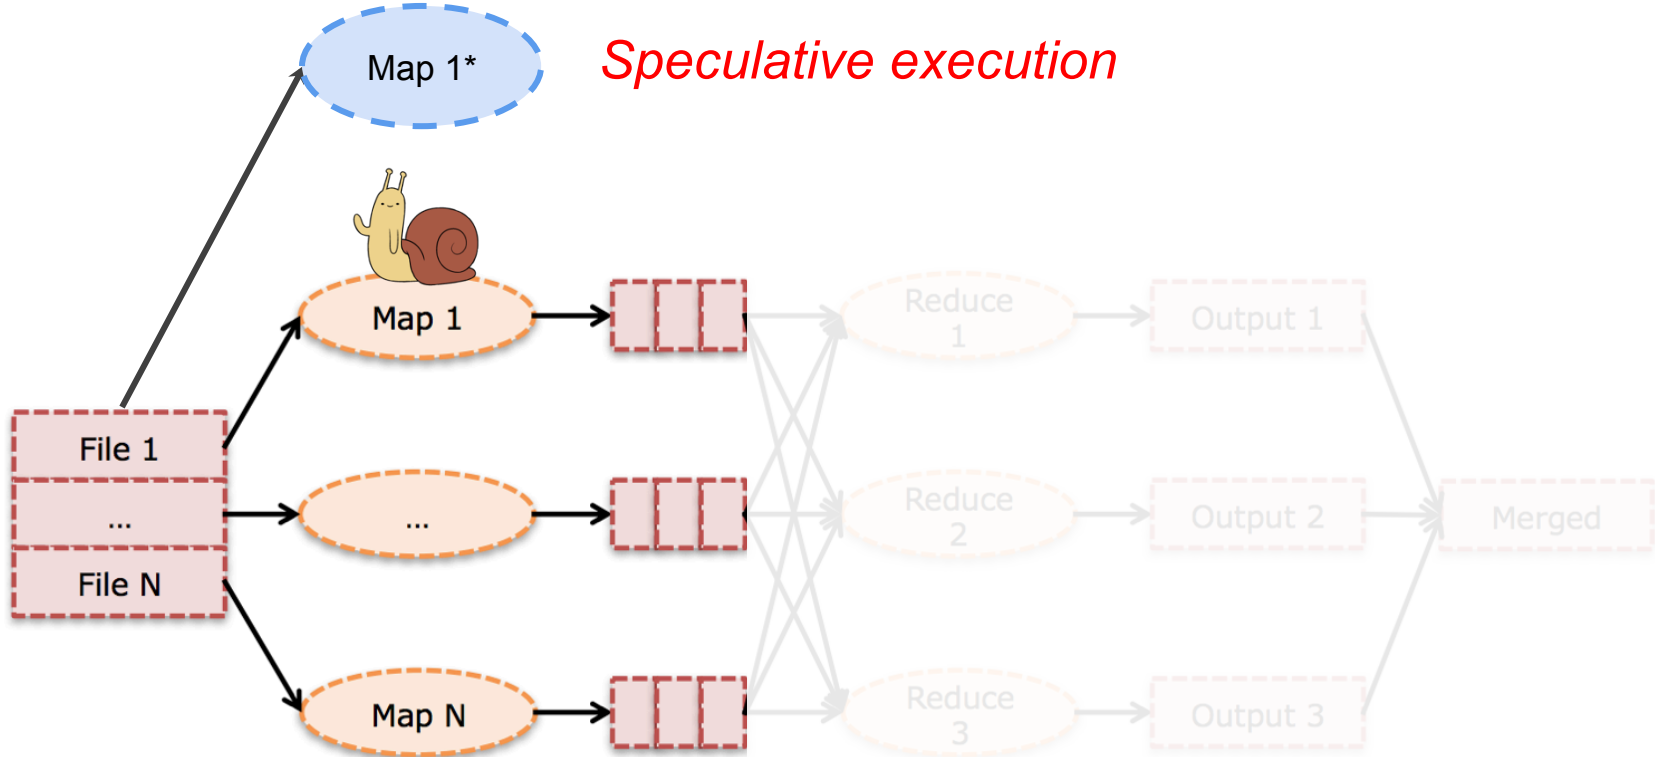 Map 1*
Speculative execution
Map 1
Reduce
1
Output 1
File 1
...
File N
...
Reduce
2
Output 2
Merged
Map N
Reduce
3
Output 3